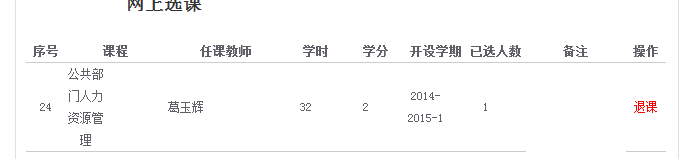 网上选课
序号 课程 任课教师 学时 学分 开设学期 已选人数 备注 操作
公共部
门人力
资源管
理
24 葛玉辉 32 2 2014-
2015-1 1 退课